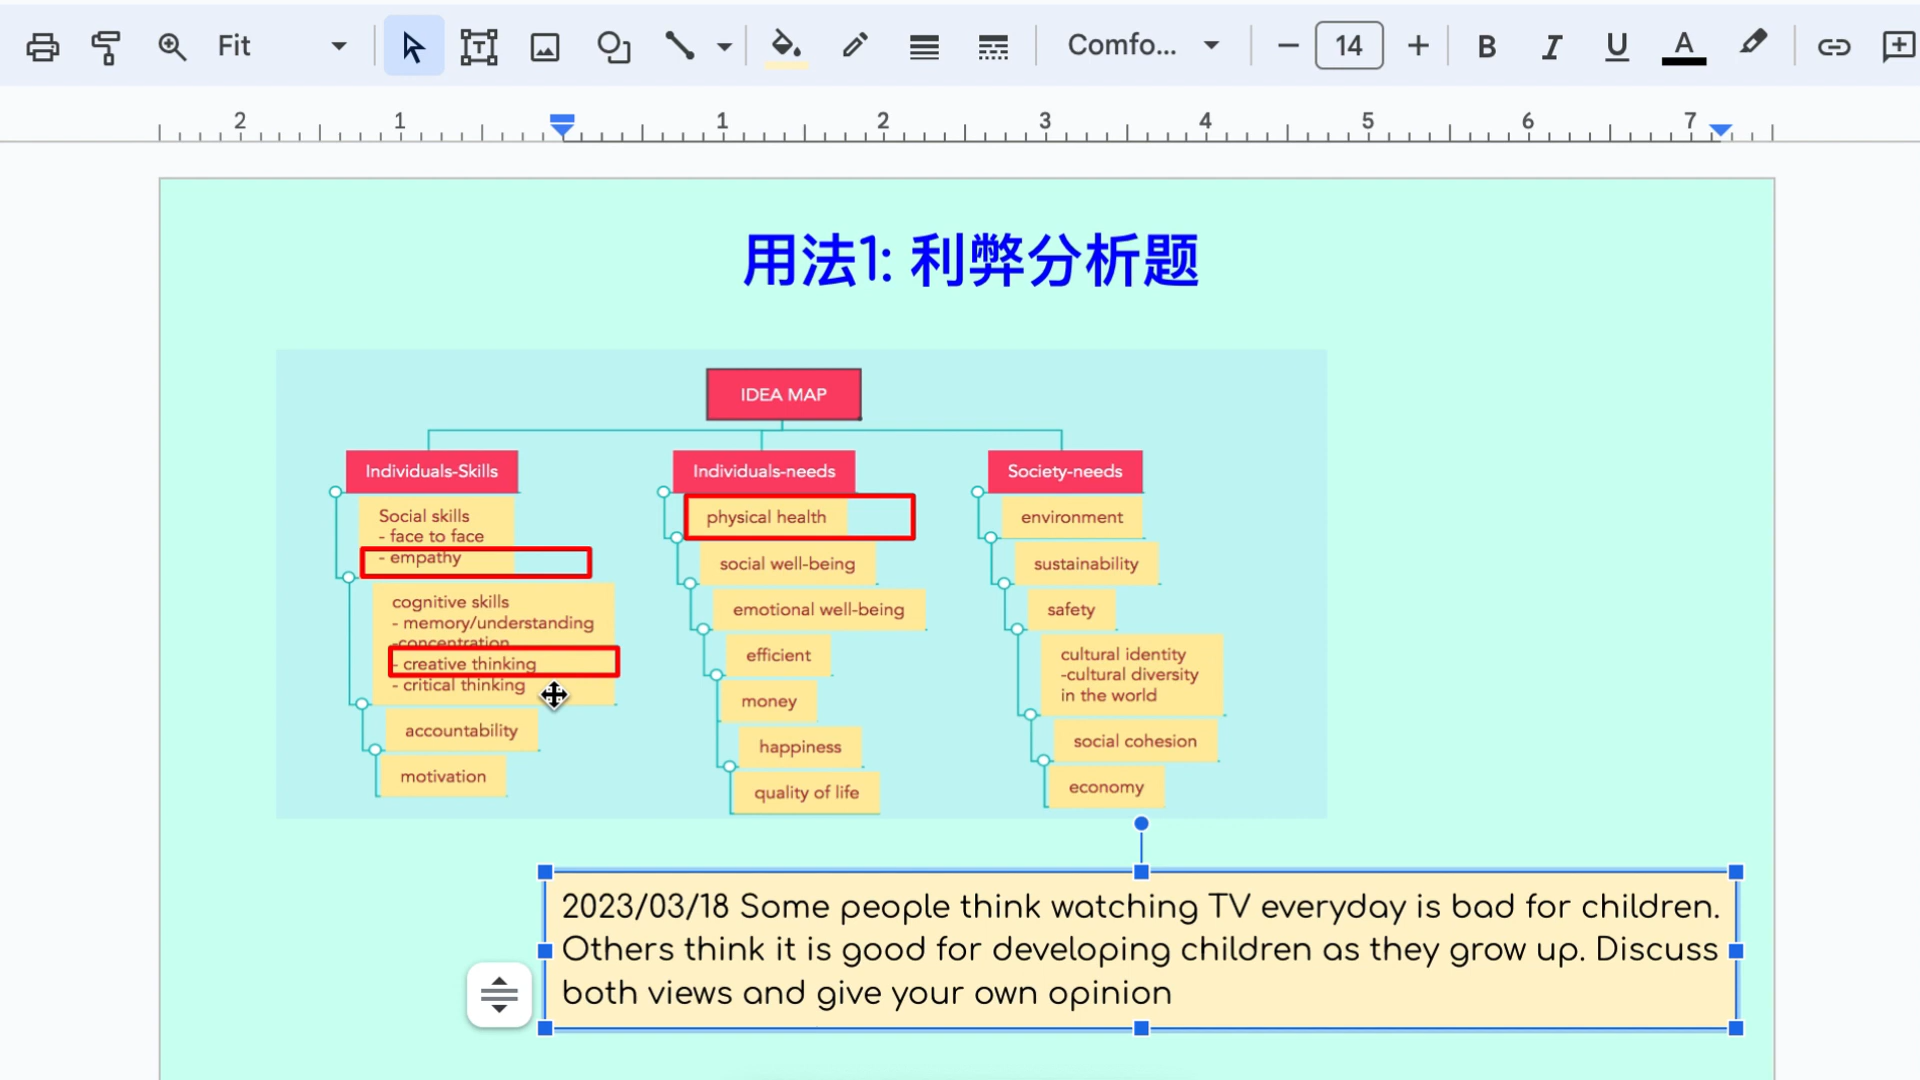 Fit
Comfo...
14
B
I
U
A
2
1
1
2
3
4
5
6
7
用法1: 利弊分析题
IDEA MAP
Individuals-Skills
Social skills
- face to face
- empathy
cognitive skills
- memory/understanding
-concentration
- creative thinking
- critical thinking
accountability
motivation
Individuals-needs
physical health
social well-being
emotional well-being
efficient
money
happiness
quality of life
Society-needs
environment
sustainability
safety
cultural identity
-cultural diversity
in the world
social cohesion
economy
2023/03/18 Some people think watching TV everyday is bad for children.
Others think it is good for developing children as they grow up. Discuss
both views and give your own opinion